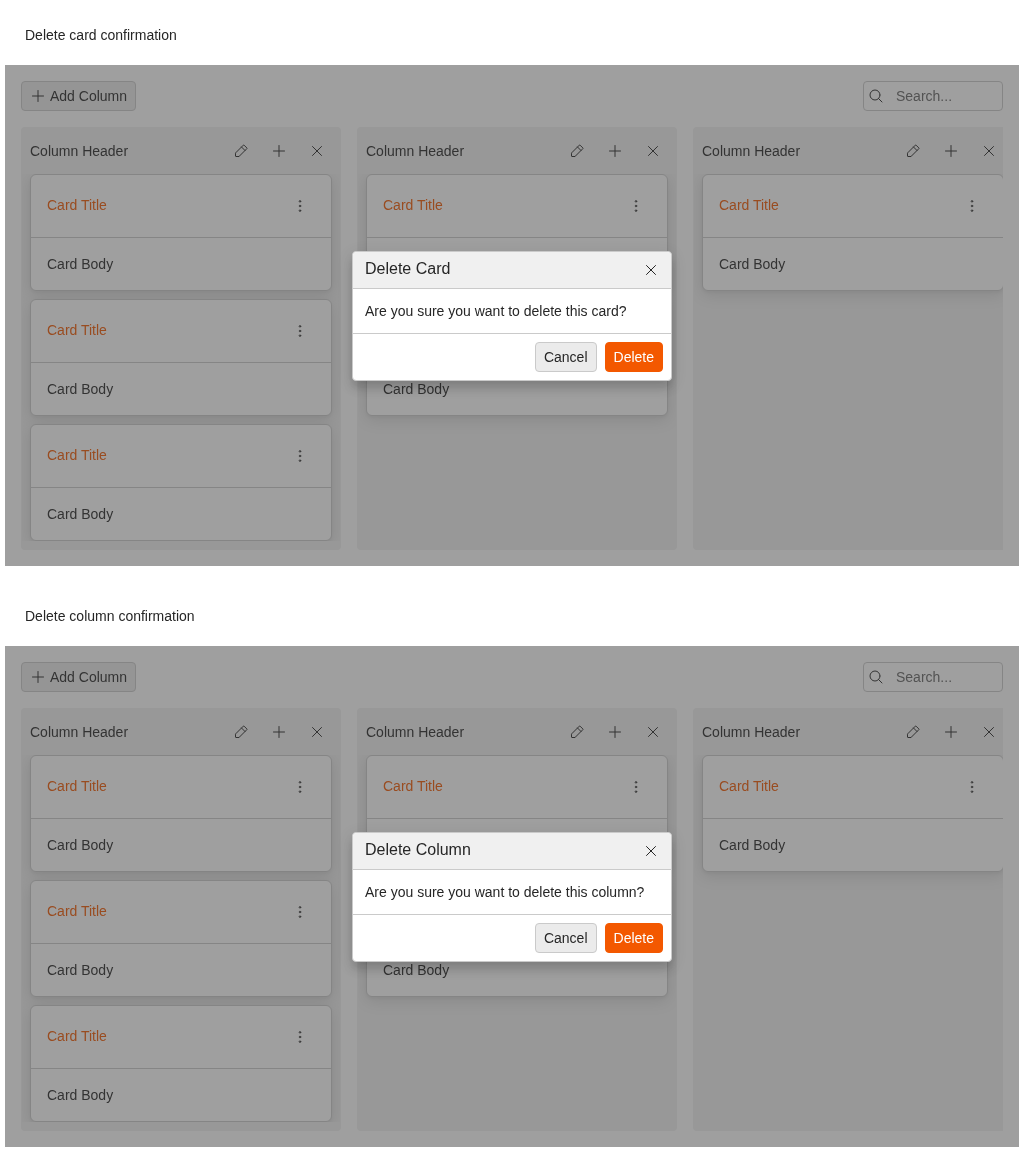 Delete card confirmation
Add Column
Search...
Column Header
Column Header
Column Header
Card Title
Card Title
Card Title
Card Body
Card Body
Delete Card
Are you sure you want to delete this card?
Cancel
Delete
Card Title
Card Body
Card Body
Card Title
Card Body
Delete column confirmation
Add Column
Search...
Column Header
Column Header
Column Header
Card Title
Card Title
Card Title
Card Body
Card Body
Delete Column
Are you sure you want to delete this column?
Cancel
Delete
Card Title
Card Body
Card Body
Card Title
Card Body